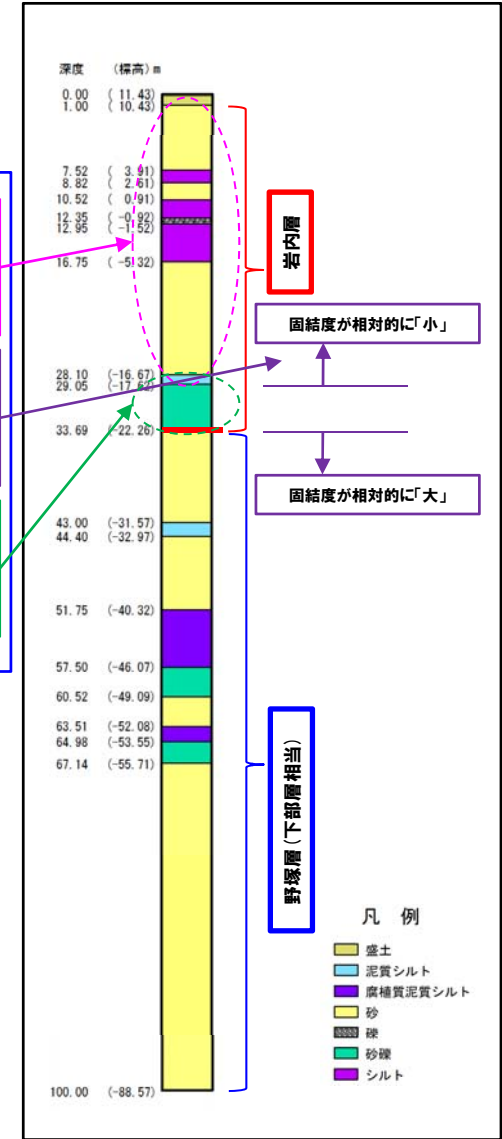 深度 (標高) m
0.00 ( 11.43)
1.00 ( 10.43)
7.52 ( 3.91)
8.82 ( 2.61)
10.52 ( 0.91)
12.35 ( -0.92)
12.95 ( -1.52)
16.75 ( -5.32)
28.10 (-16.67)
29.05 (-17.62)
33.69 (-22.26)
43.00 (-31.57)
44.40 (-32.97)
51.75 (-40.32)
57.50 (-46.07)
60.52 (-49.09)
63.51 (-52.08)
64.98 (-53.55)
67.14 (-55.71)
100.00 (-88.57)
岩内層
固結度が相対的に「小」
固結度が相対的に「大」
野塚層(下部層相当)
凡 例
盛土
泥質シルト
腐植質泥質シルト
砂
礫
砂礫
シルト